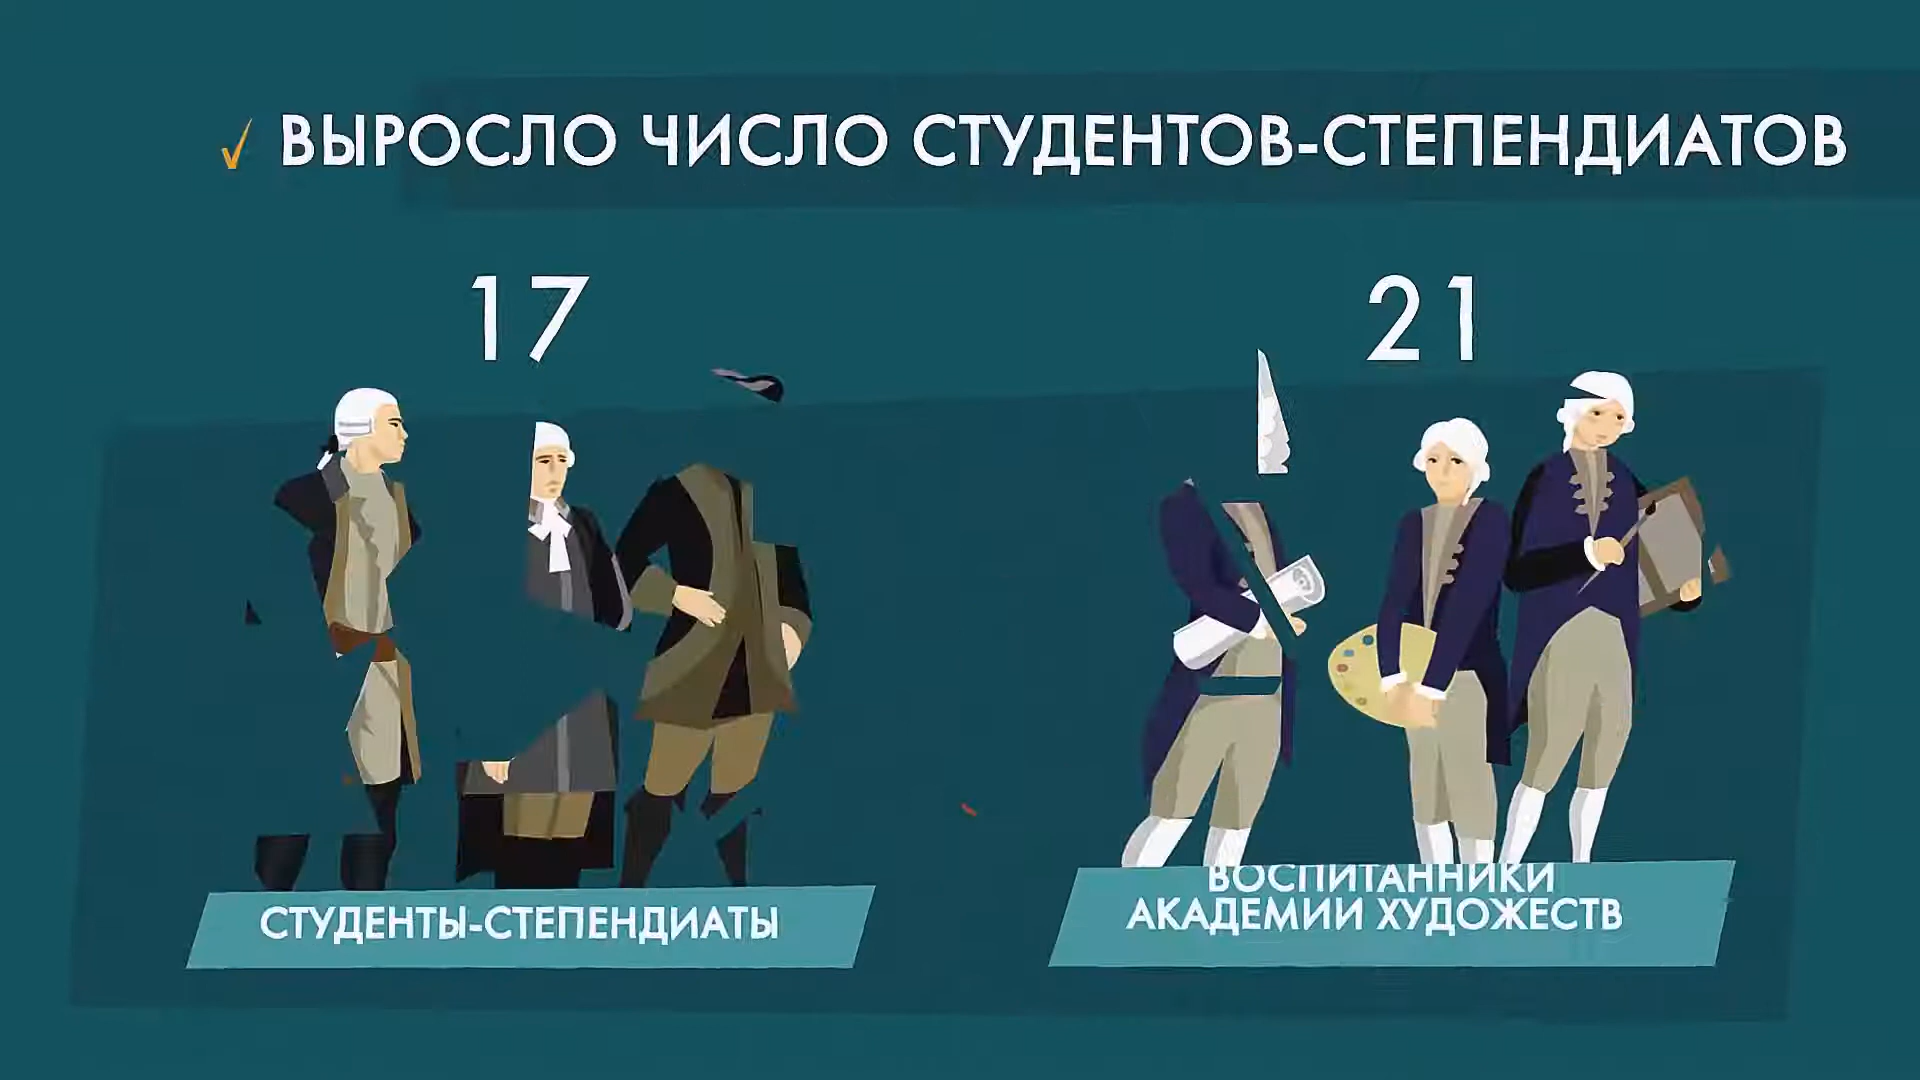 ВЫРОСЛО ЧИСЛО СТУДЕНТОВ-СТЕПЕНДИАТОВ
17
21
СТУДЕНТЫ-СТЕПЕНДИАТЫ
ВОСПИТАННИКИ
АКАДЕМИИ ХУДОЖЕСТВ